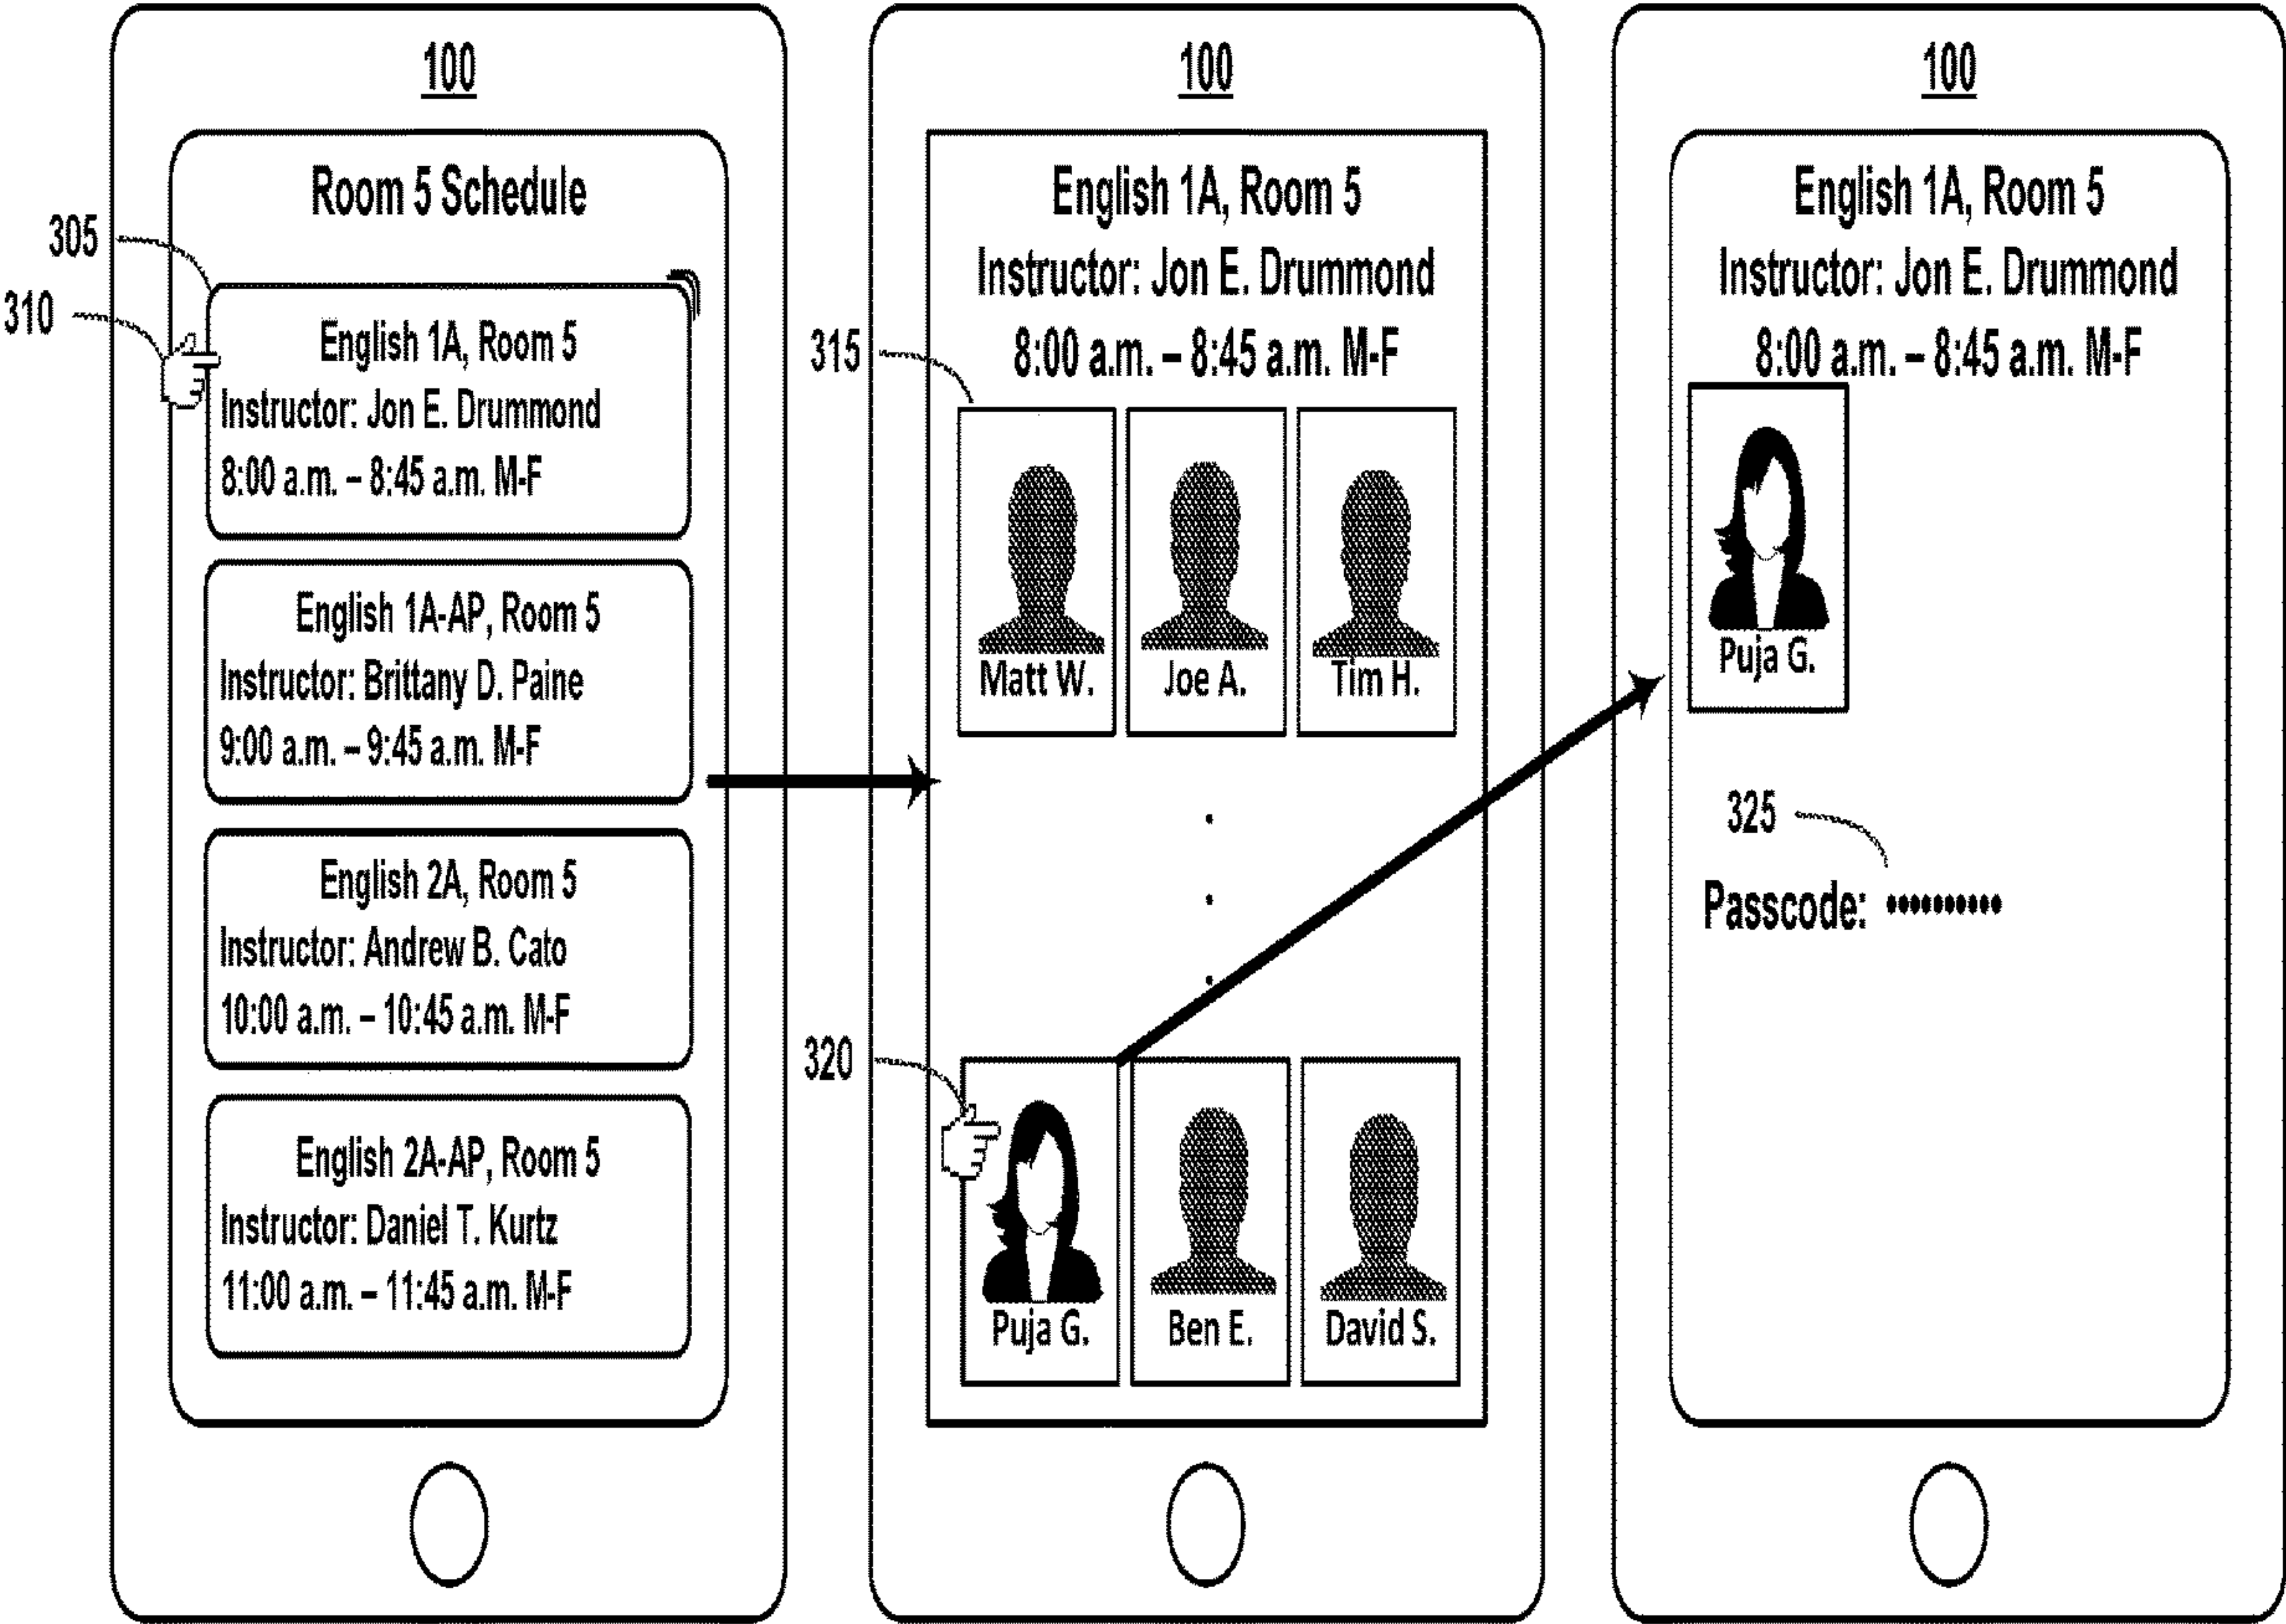 100
Room 5 Schedule
305
310
English 1A, Room 5
Instructor: Jon E. Drummond
8:00 a.m. – 8:45 a.m. M-F
English 1A-AP, Room 5
Instructor: Brittany D. Paine
9:00 a.m. – 9:45 a.m. M-F
English 2A, Room 5
Instructor: Andrew B. Cato
10:00 a.m. – 10:45 a.m. M-F
English 2A-AP, Room 5
Instructor: Daniel T. Kurtz
11:00 a.m. – 11:45 a.m. M-F
100
English 1A, Room 5
Instructor: Jon E. Drummond
8:00 a.m. – 8:45 a.m. M-F
315
Matt W.
Joe A.
Tim H.
320
Puja G.
Ben E.
David S.
100
English 1A, Room 5
Instructor: Jon E. Drummond
8:00 a.m. – 8:45 a.m. M-F
Puja G.
325
Passcode: ••••••••••